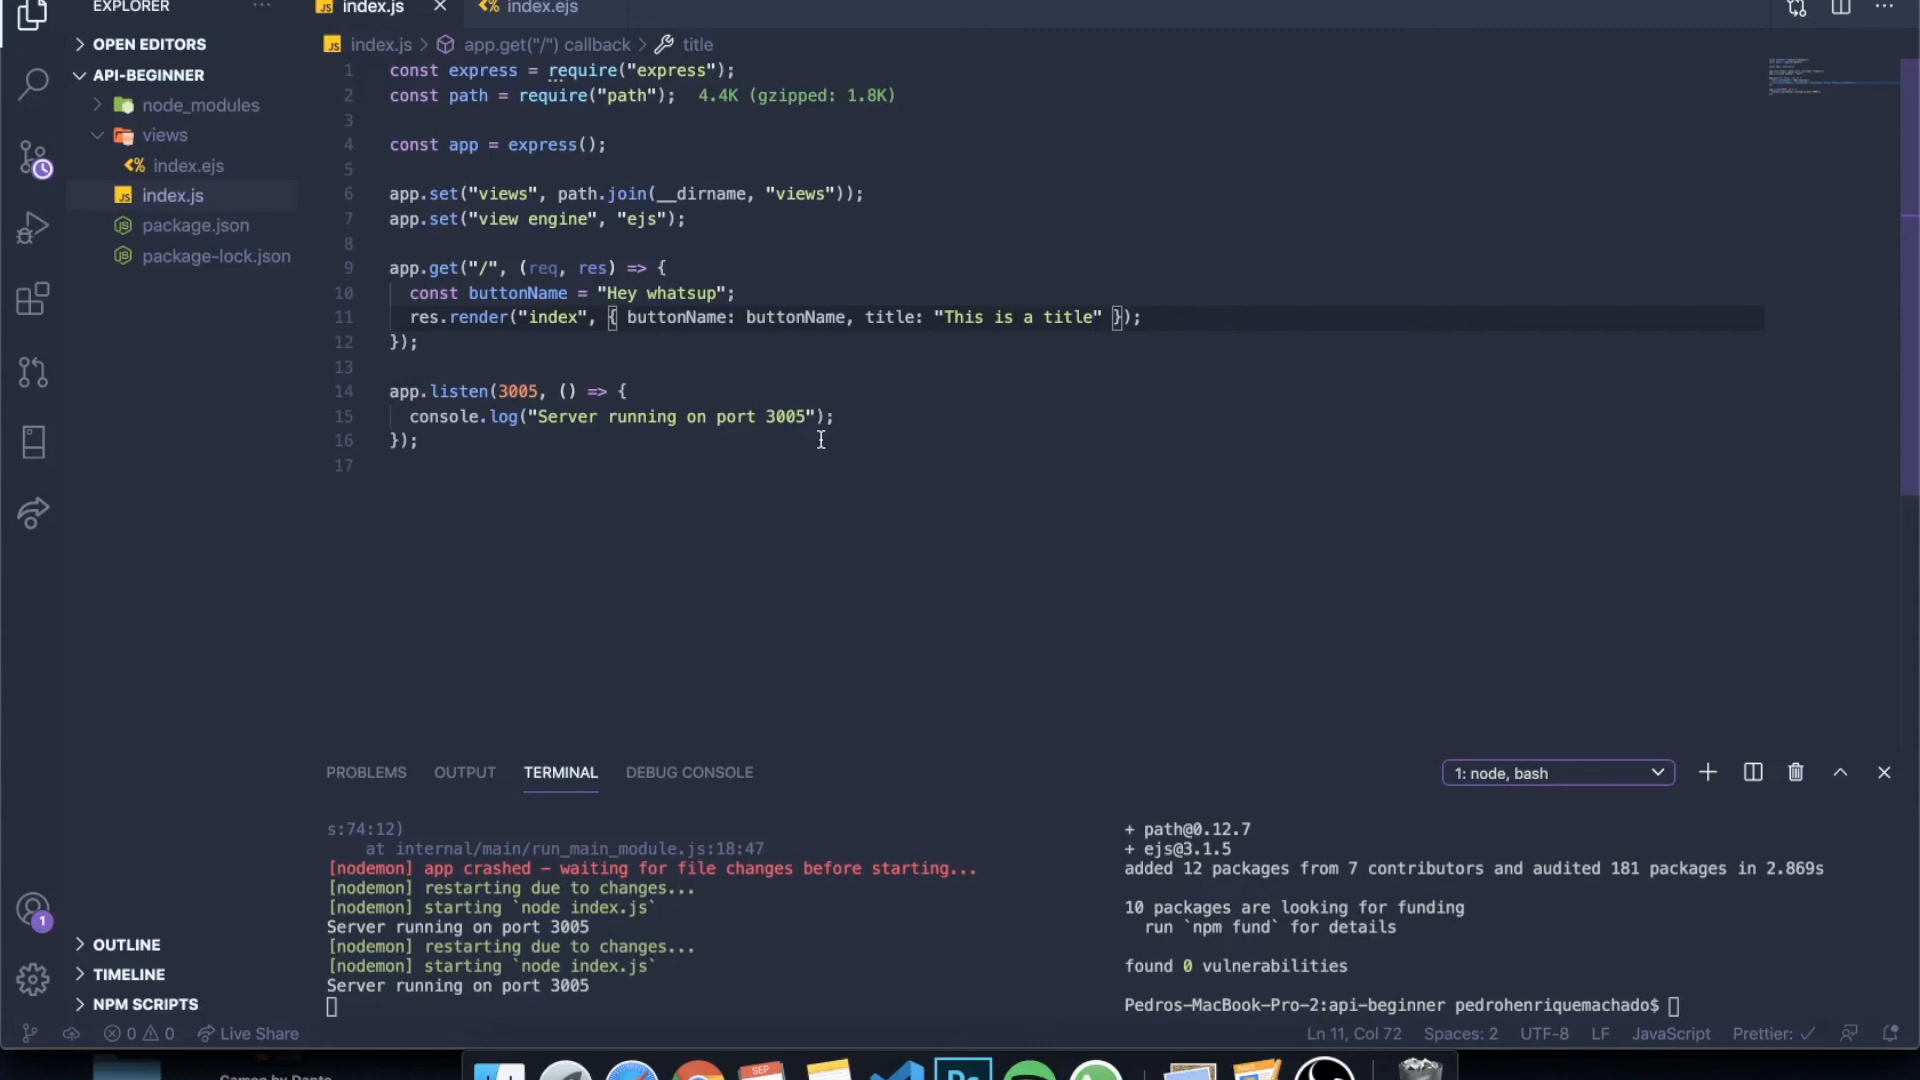 EXPLORER
...
OPEN EDITORS
API-BEGINNER
node_modules
views
index.ejs
index.js
package.json
package-lock.json
OUTLINE
TIMELINE
NPM SCRIPTS
JS index.js
index.ejs
JS index.js > app.get("/") callback > title
1 const express = require("express");
2 const path = require("path"); 4.4K (gzipped: 1.8K)
3
4 const app = express();
5
6 app.set("views", path.join(__dirname, "views"));
7 app.set("view engine", "ejs");
8
9 app.get("/", (req, res) => {
10 const buttonName = "Hey whatsup";
11 res.render("index", { buttonName: buttonName, title: "This is a title" });
12 });
13
14 app.listen(3005, () => {
15 console.log("Server running on port 3005");
16 });
17
PROBLEMS OUTPUT TERMINAL DEBUG CONSOLE
1: node, bash
s:74:12)
at internal/main/run_main_module.js:18:47
[nodemon] app crashed - waiting for file changes before starting...
[nodemon] restarting due to changes...
[nodemon] starting `node index.js`
Server running on port 3005
[nodemon] restarting due to changes...
[nodemon] starting `node index.js`
Server running on port 3005
+ path@0.12.7
+ ejs@3.1.5
added 12 packages from 7 contributors and audited 181 packages in 2.869s
10 packages are looking for funding
run `npm fund` for details
found 0 vulnerabilities
Pedros-MacBook-Pro-2:api-beginner pedrohenriquemachado$
1
0 0 Live Share
Ln 11, Col 72 Spaces: 2 UTF-8 LF JavaScript Prettier: ✓
Games by Dante
SEP
Ps